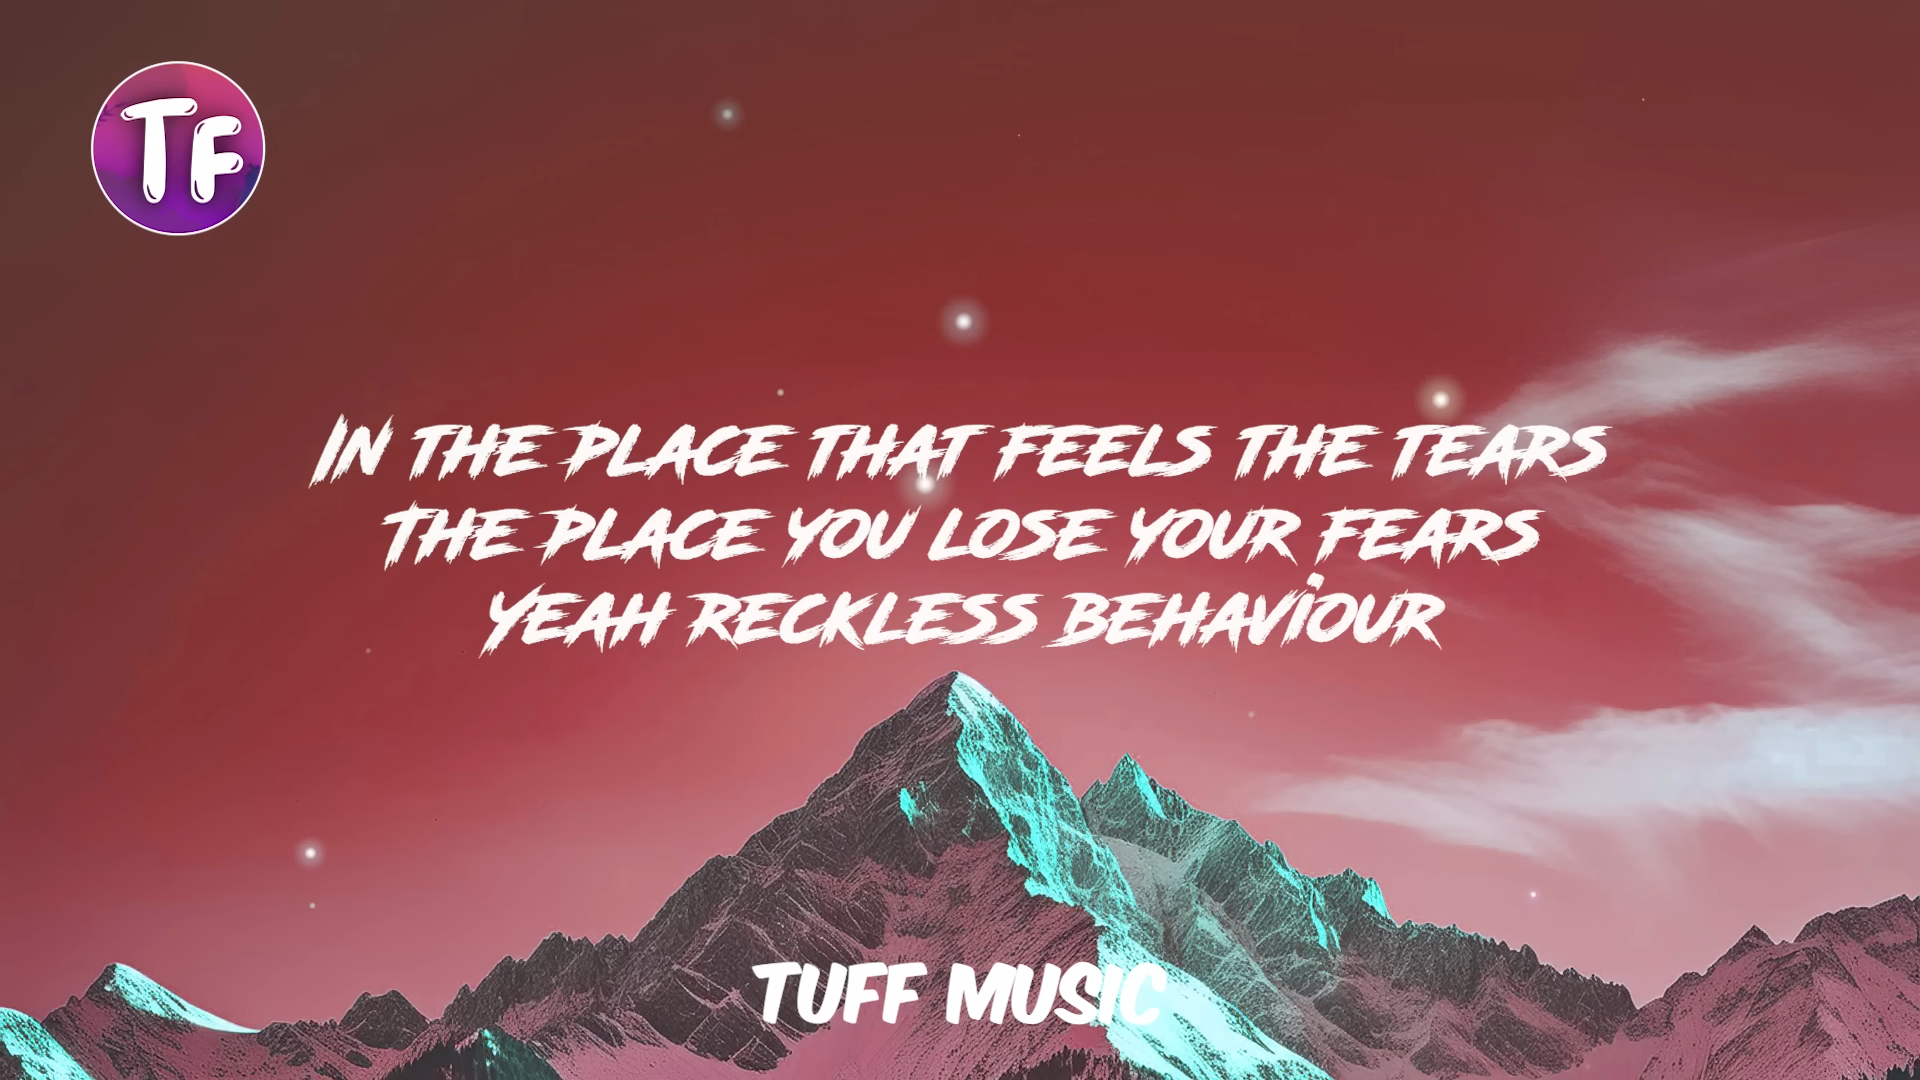 TF
IN THE PLACE THAT FEELS THE TEARS
THE PLACE YOU LOSE YOUR FEARS
YEAH RECKLESS BEHAViOUR
TUFF MUSIC